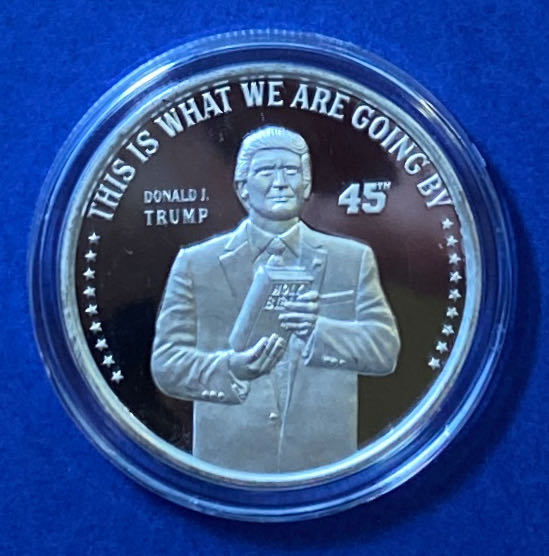 THIS IS WHAT WE ARE GOING BY
DONALD J.
TRUMP
45TH
HOLY
BIBLE